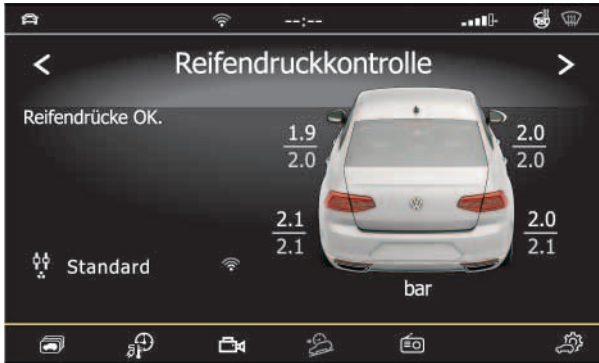 --:--
< Reifendruckkontrolle >
Reifendrücke OK.
1.9 2.0
2.0 2.0
2.1 2.0
2.1 2.1
Standard
bar